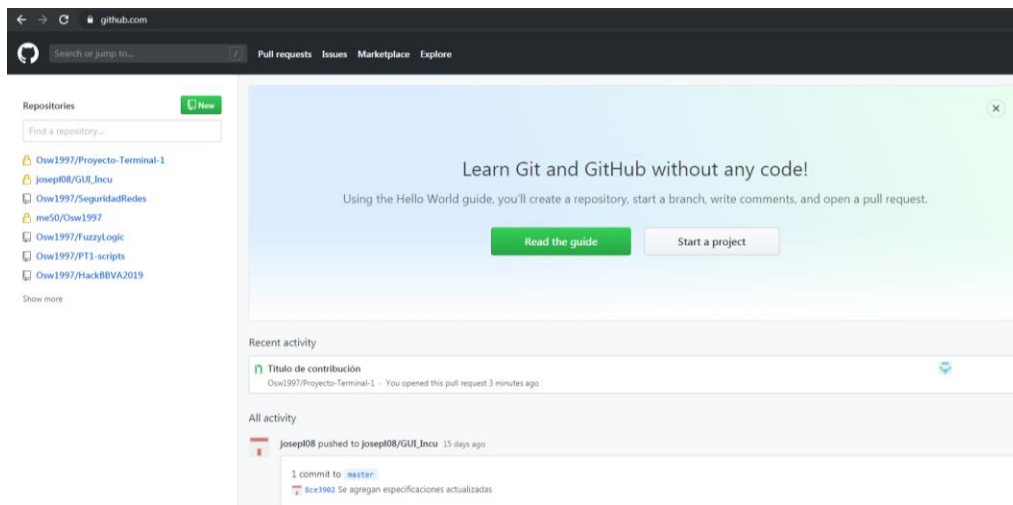 github.com
Search or jump to...
/
Pull requests Issues Marketplace Explore
Repositories
New
Find a repository...
Osw1997/Proyecto-Terminal-1
josepl08/GUI_Incu
Osw1997/SeguridadRedes
me50/Osw1997
Osw1997/FuzzyLogic
Osw1997/PT1-scripts
Osw1997/HackBBVA2019
Show more
Learn Git and GitHub without any code!
Using the Hello World guide, you'll create a repository, start a branch, write comments, and open a pull request.
Read the guide
Start a project
Recent activity
Titulo de contribución
Osw1997/Proyecto-Terminal-1 - You opened this pull request 3 minutes ago
All activity
josepl08 pushed to josepl08/GUI_Incu 15 days ago
1 commit to master
8ce3902 Se agregan especificaciones actualizadas